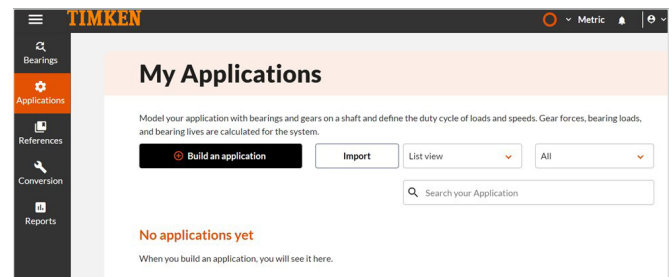 TIMKEN
Metric
Bearings
Applications
References
Conversion
Reports
My Applications
Model your application with bearings and gears on a shaft and define the duty cycle of loads and speeds. Gear forces, bearing loads,
and bearing lives are calculated for the system.
Build an application
Import
List view
All
Search your Application
No applications yet
When you build an application, you will see it here.